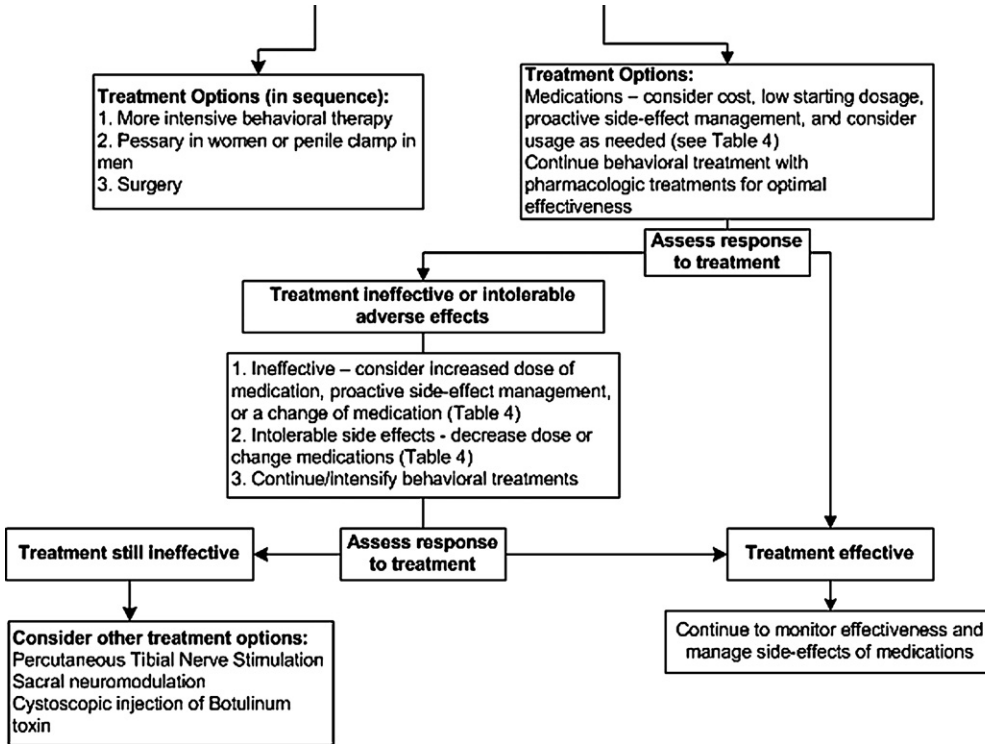 Treatment Options (in sequence):
1. More intensive behavioral therapy
2. Pessary in women or penile clamp in
men
3. Surgery
Treatment Options:
Medications – consider cost, low starting dosage,
proactive side-effect management, and consider
usage as needed (see Table 4)
Continue behavioral treatment with
pharmacologic treatments for optimal
effectiveness
Assess response
to treatment
Treatment ineffective or intolerable
adverse effects
1. Ineffective – consider increased dose of
medication, proactive side-effect management,
or a change of medication (Table 4)
2. Intolerable side effects - decrease dose or
change medications (Table 4)
3. Continue/intensify behavioral treatments
Treatment still ineffective
Assess response
to treatment
Treatment effective
Consider other treatment options:
Percutaneous Tibial Nerve Stimulation
Sacral neuromodulation
Cystoscopic injection of Botulinum
toxin
Continue to monitor effectiveness and
manage side-effects of medications